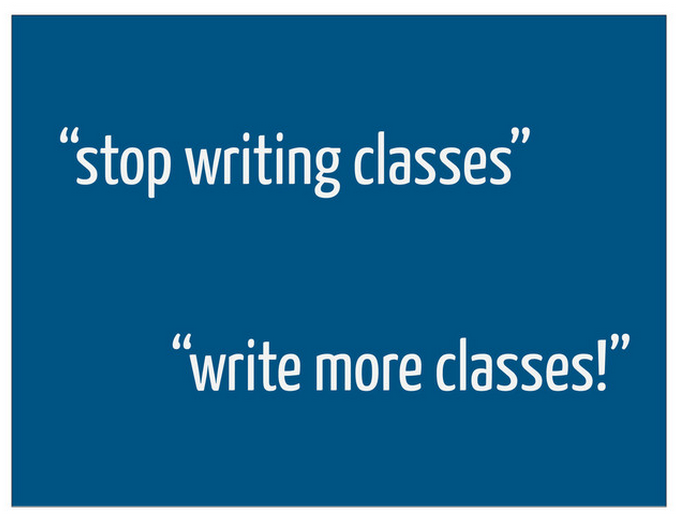 “stop writing classes”
“write more classes!”